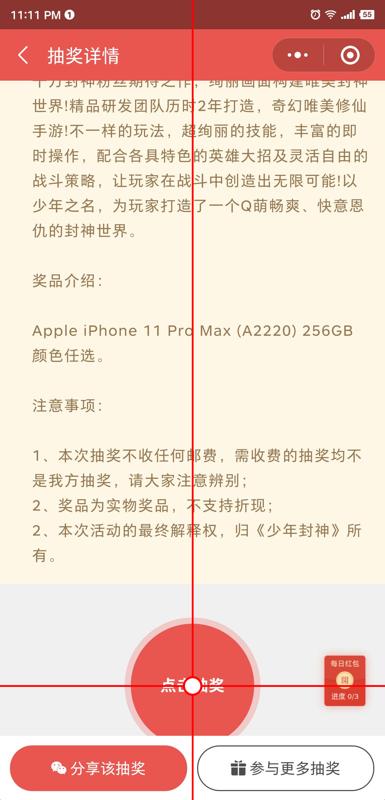 11:11 PM
55
抽奖详情
千万封神粉丝期待之作，绚丽画面构建唯美封神
世界!精品研发团队历时2年打造，奇幻唯美修仙
手游!不一样的玩法，超绚丽的技能，丰富的即
时操作，配合各具特色的英雄大招及灵活自由的
战斗策略，让玩家在战斗中创造出无限可能!以
少年之名，为玩家打造了一个Q萌畅爽、快意恩
仇的封神世界。
奖品介绍：
Apple iPhone 11 Pro Max (A2220) 256GB
颜色任选。
注意事项：
1、本次抽奖不收任何邮费，需收费的抽奖均不
是我方抽奖，请大家注意辨别；
2、奖品为实物奖品，不支持折现；
2、本次活动的最终解释权，归《少年封神》所
有。
每日红包
进度 0/3
点击抽奖
分享该抽奖
参与更多抽奖